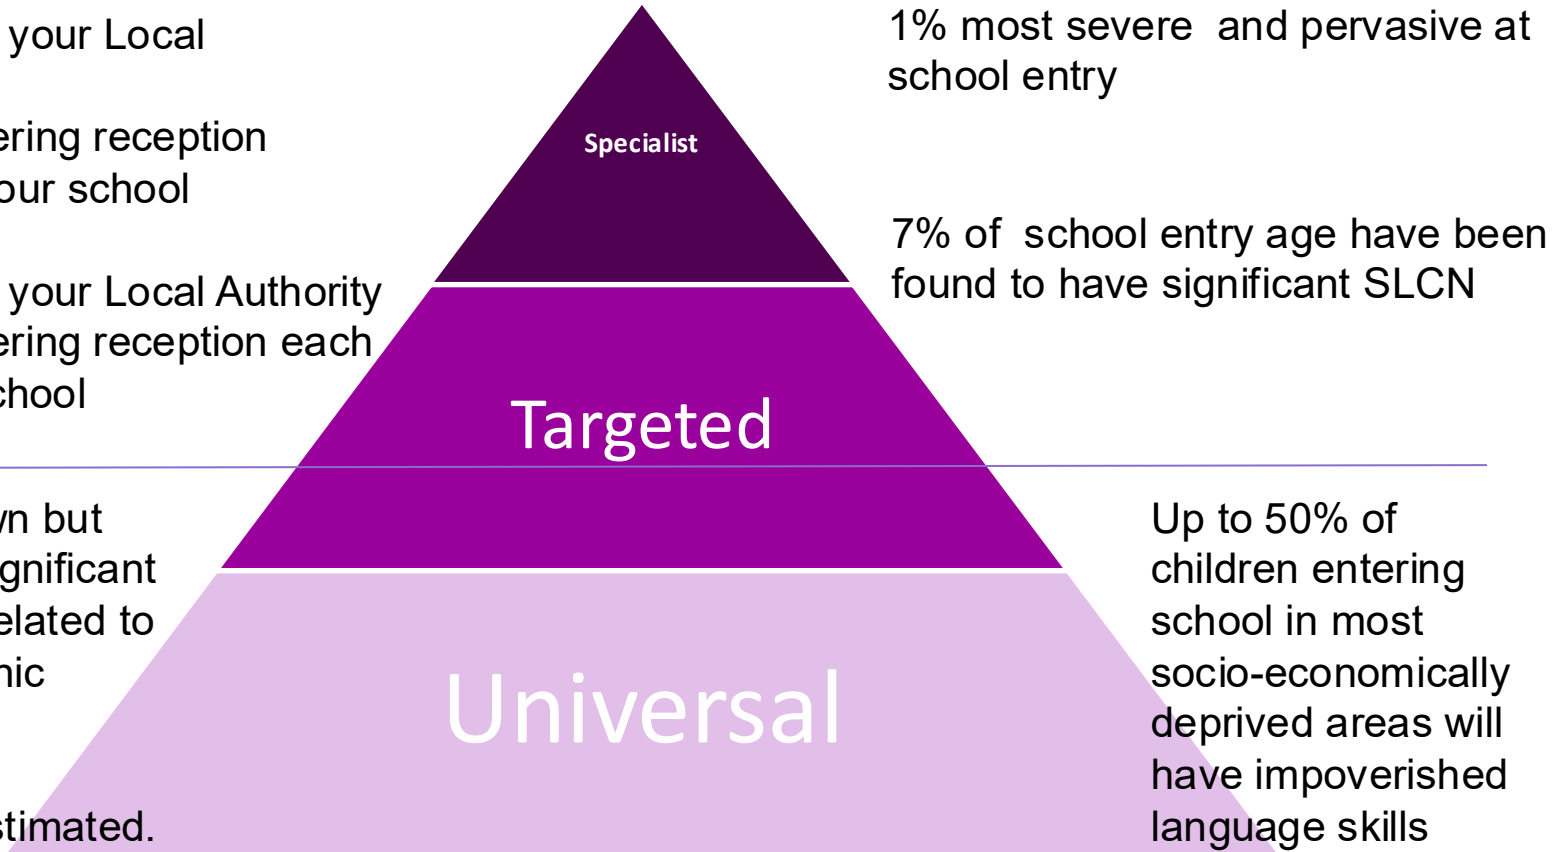 your Local
ering reception
our school
your Local Authority
ering reception each
chool
wn but
gnificant
elated to
nic
stimated.
Specialist
Targeted
Universal
1% most severe and pervasive at
school entry
7% of school entry age have been
found to have significant SLCN
Up to 50% of
children entering
school in most
socio-economically
deprived areas will
have impoverished
language skills